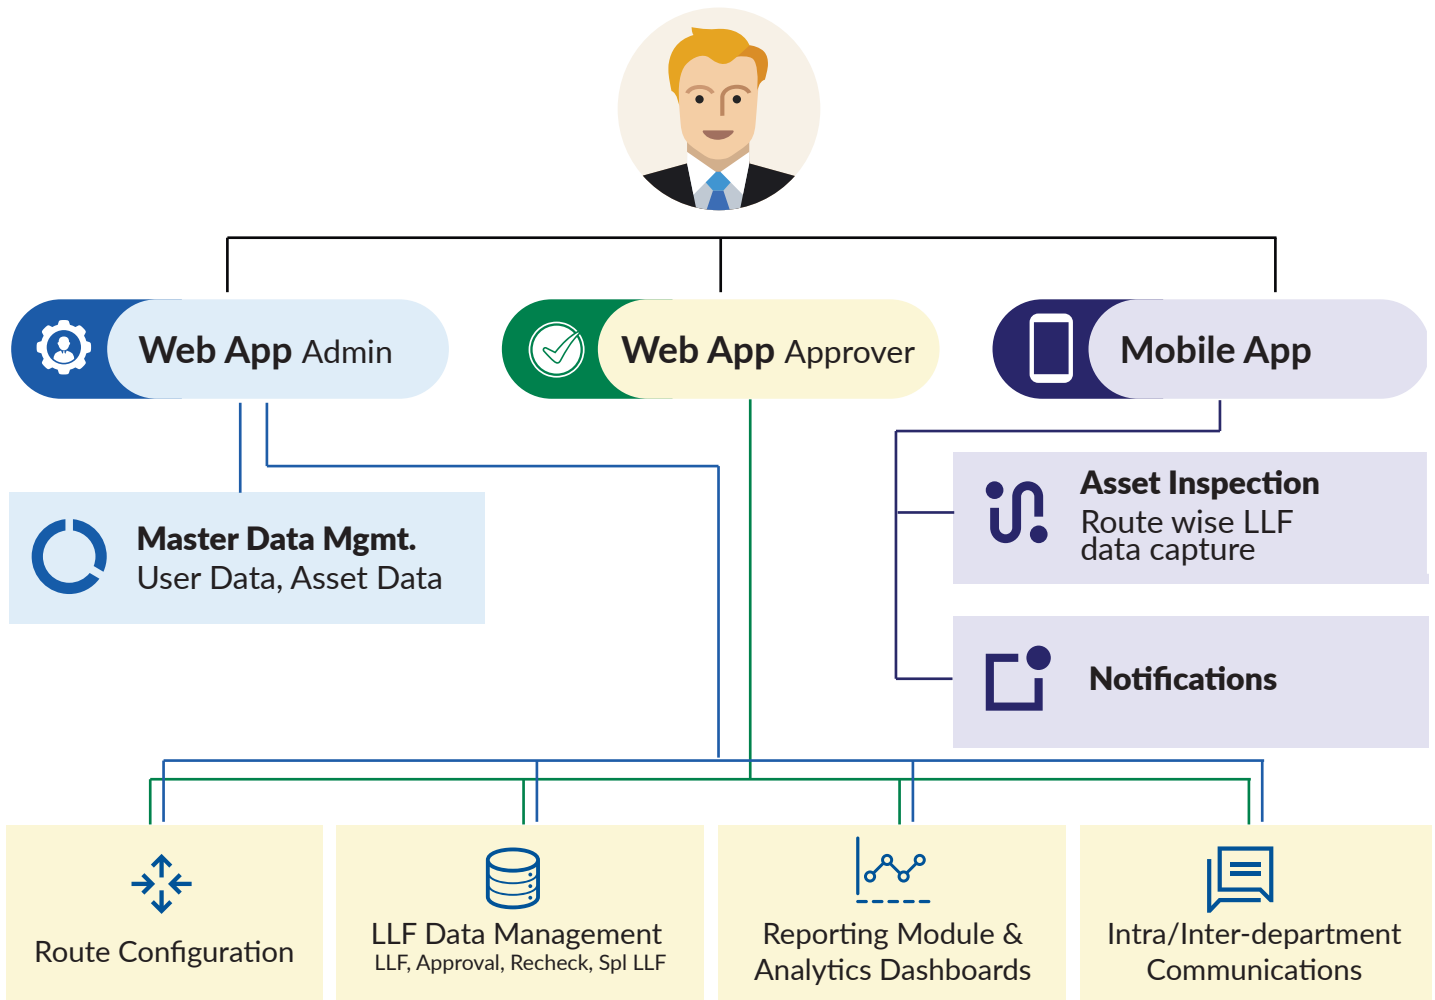 Web App Admin
Web App Approver
Mobile App
Master Data Mgmt.
User Data, Asset Data
Asset Inspection
Route wise LLF
data capture
Notifications
Route Configuration
LLF Data Management
LLF, Approval, Recheck, Spl LLF
Reporting Module &
Analytics Dashboards
Intra/Inter-department
Communications